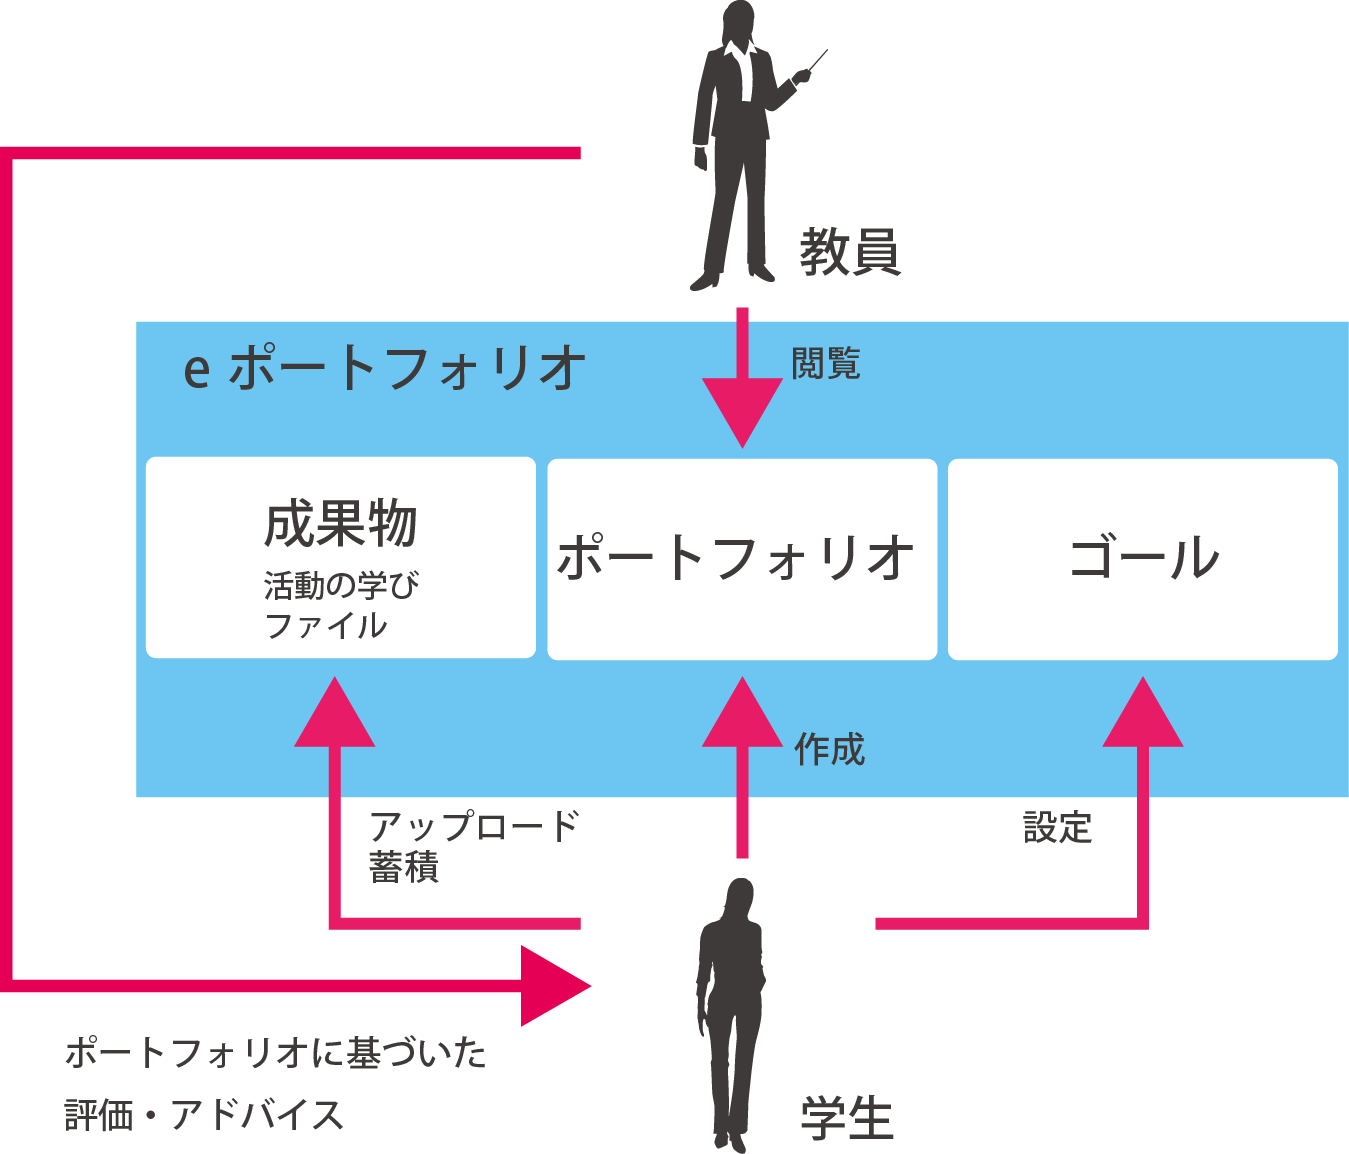 教員
e ポートフォリオ
閲覧
成果物
活動の学び
ファイル
ポートフォリオ
ゴール
作成
アップロード
蓄積
設定
ポートフォリオに基づいた
評価・アドバイス
学生